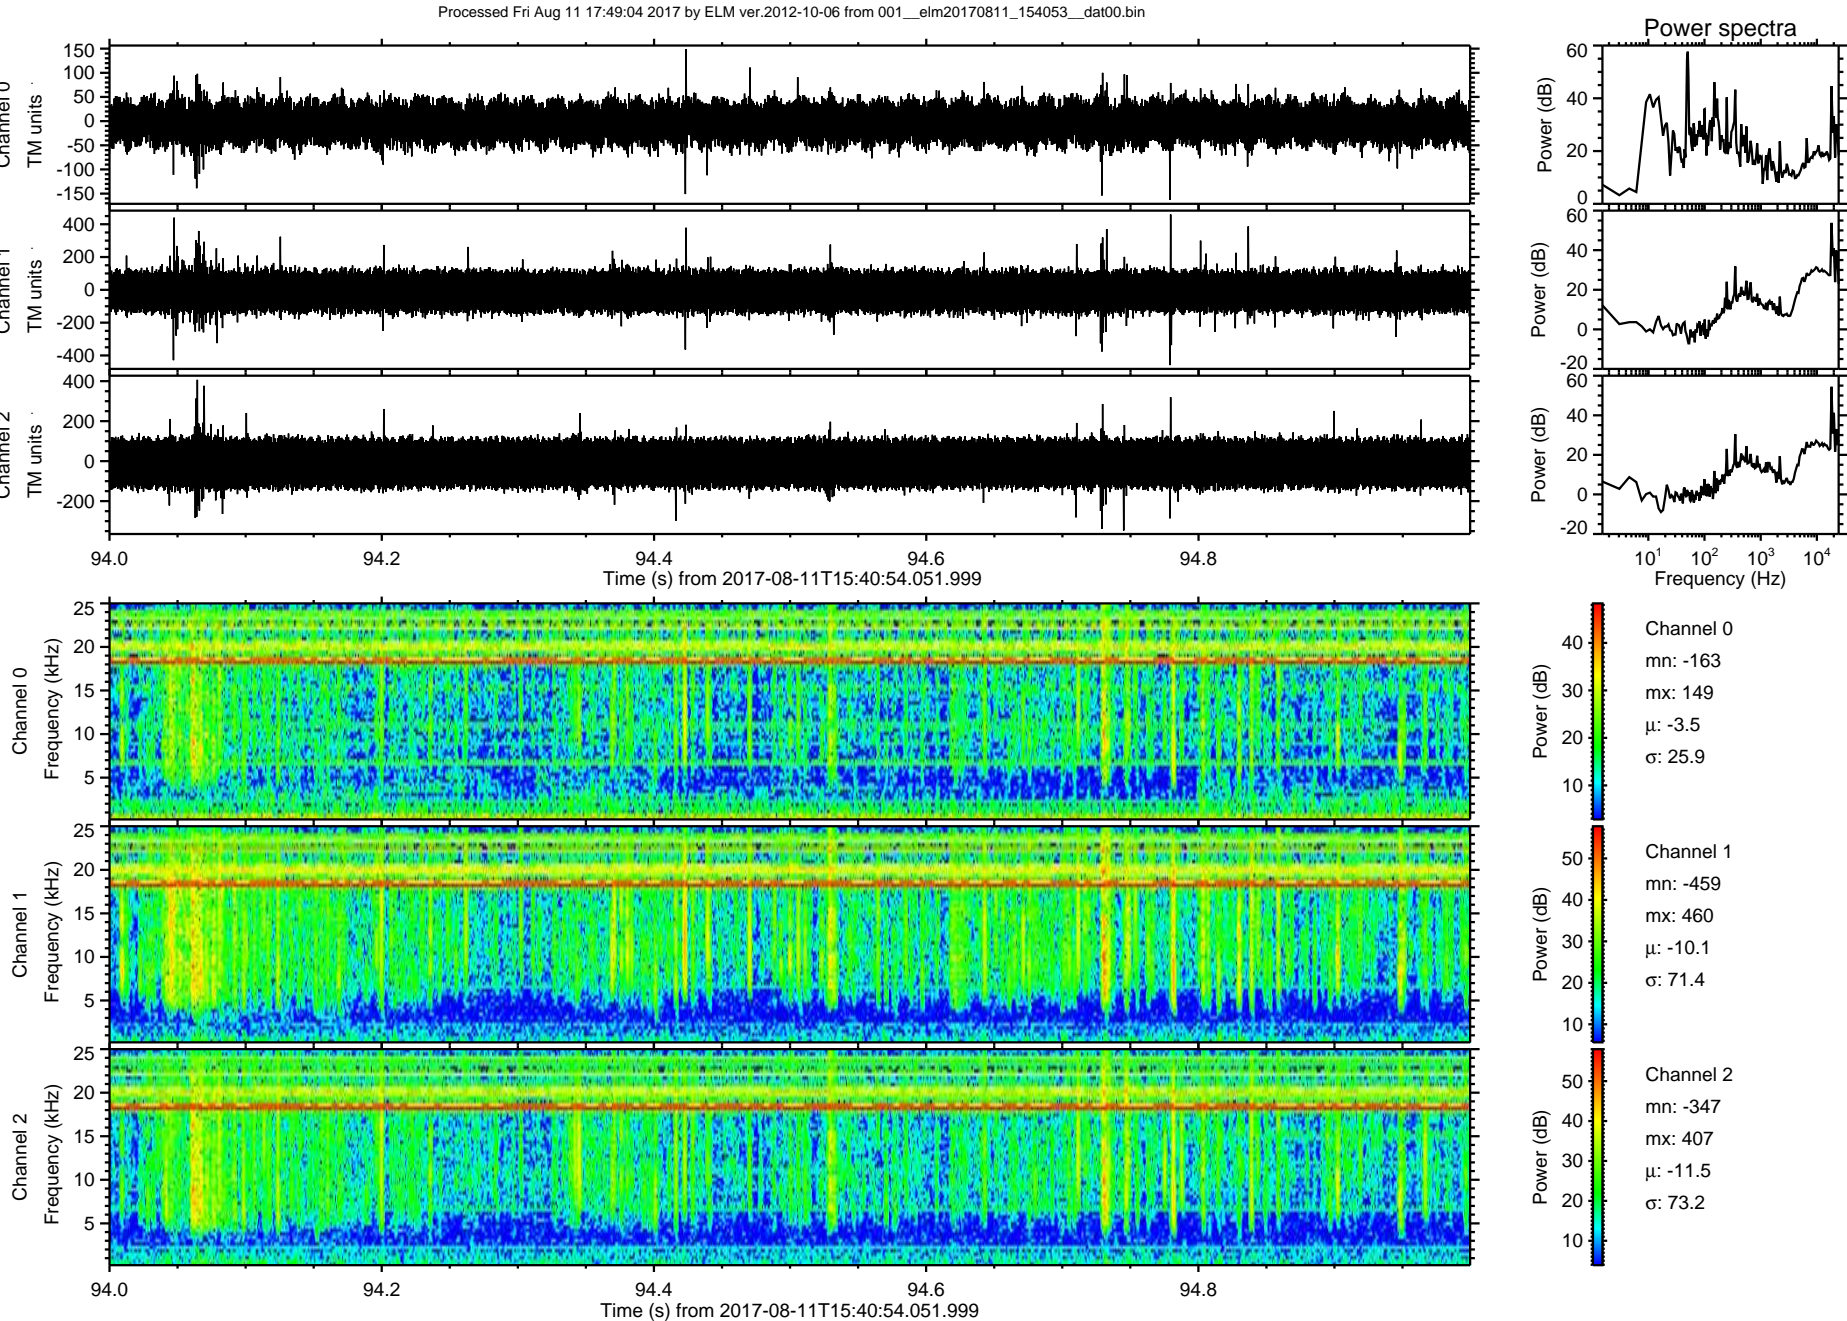 Processed Fri Aug 11 17:49:04 2017 by ELM ver.2012-10-06 from 001__elm20170811_154053__dat00.bin
Power spectra
Channel 0
TM units
150
100
50
0
-50
-100
-150
Power (dB)
60
40
20
0
Channel 1
TM units
400
200
0
-200
-400
Power (dB)
60
40
20
0
-20
Channel 2
TM units
400
200
0
-200
Power (dB)
60
40
20
0
-20
94.0 94.2 94.4 94.6 94.8
Time (s) from 2017-08-11T15:40:54.051.999
10¹ 10² 10³ 10⁴
Frequency (Hz)
Channel 0
Frequency (kHz)
25
20
15
10
5
Power (dB)
40
30
20
10
Channel 0
mn: -163
mx: 149
μ: -3.5
σ: 25.9
Channel 1
Frequency (kHz)
25
20
15
10
5
Power (dB)
50
40
30
20
10
Channel 1
mn: -459
mx: 460
μ: -10.1
σ: 71.4
Channel 2
Frequency (kHz)
25
20
15
10
5
Power (dB)
50
40
30
20
10
Channel 2
mn: -347
mx: 407
μ: -11.5
σ: 73.2
94.0 94.2 94.4 94.6 94.8
Time (s) from 2017-08-11T15:40:54.051.999